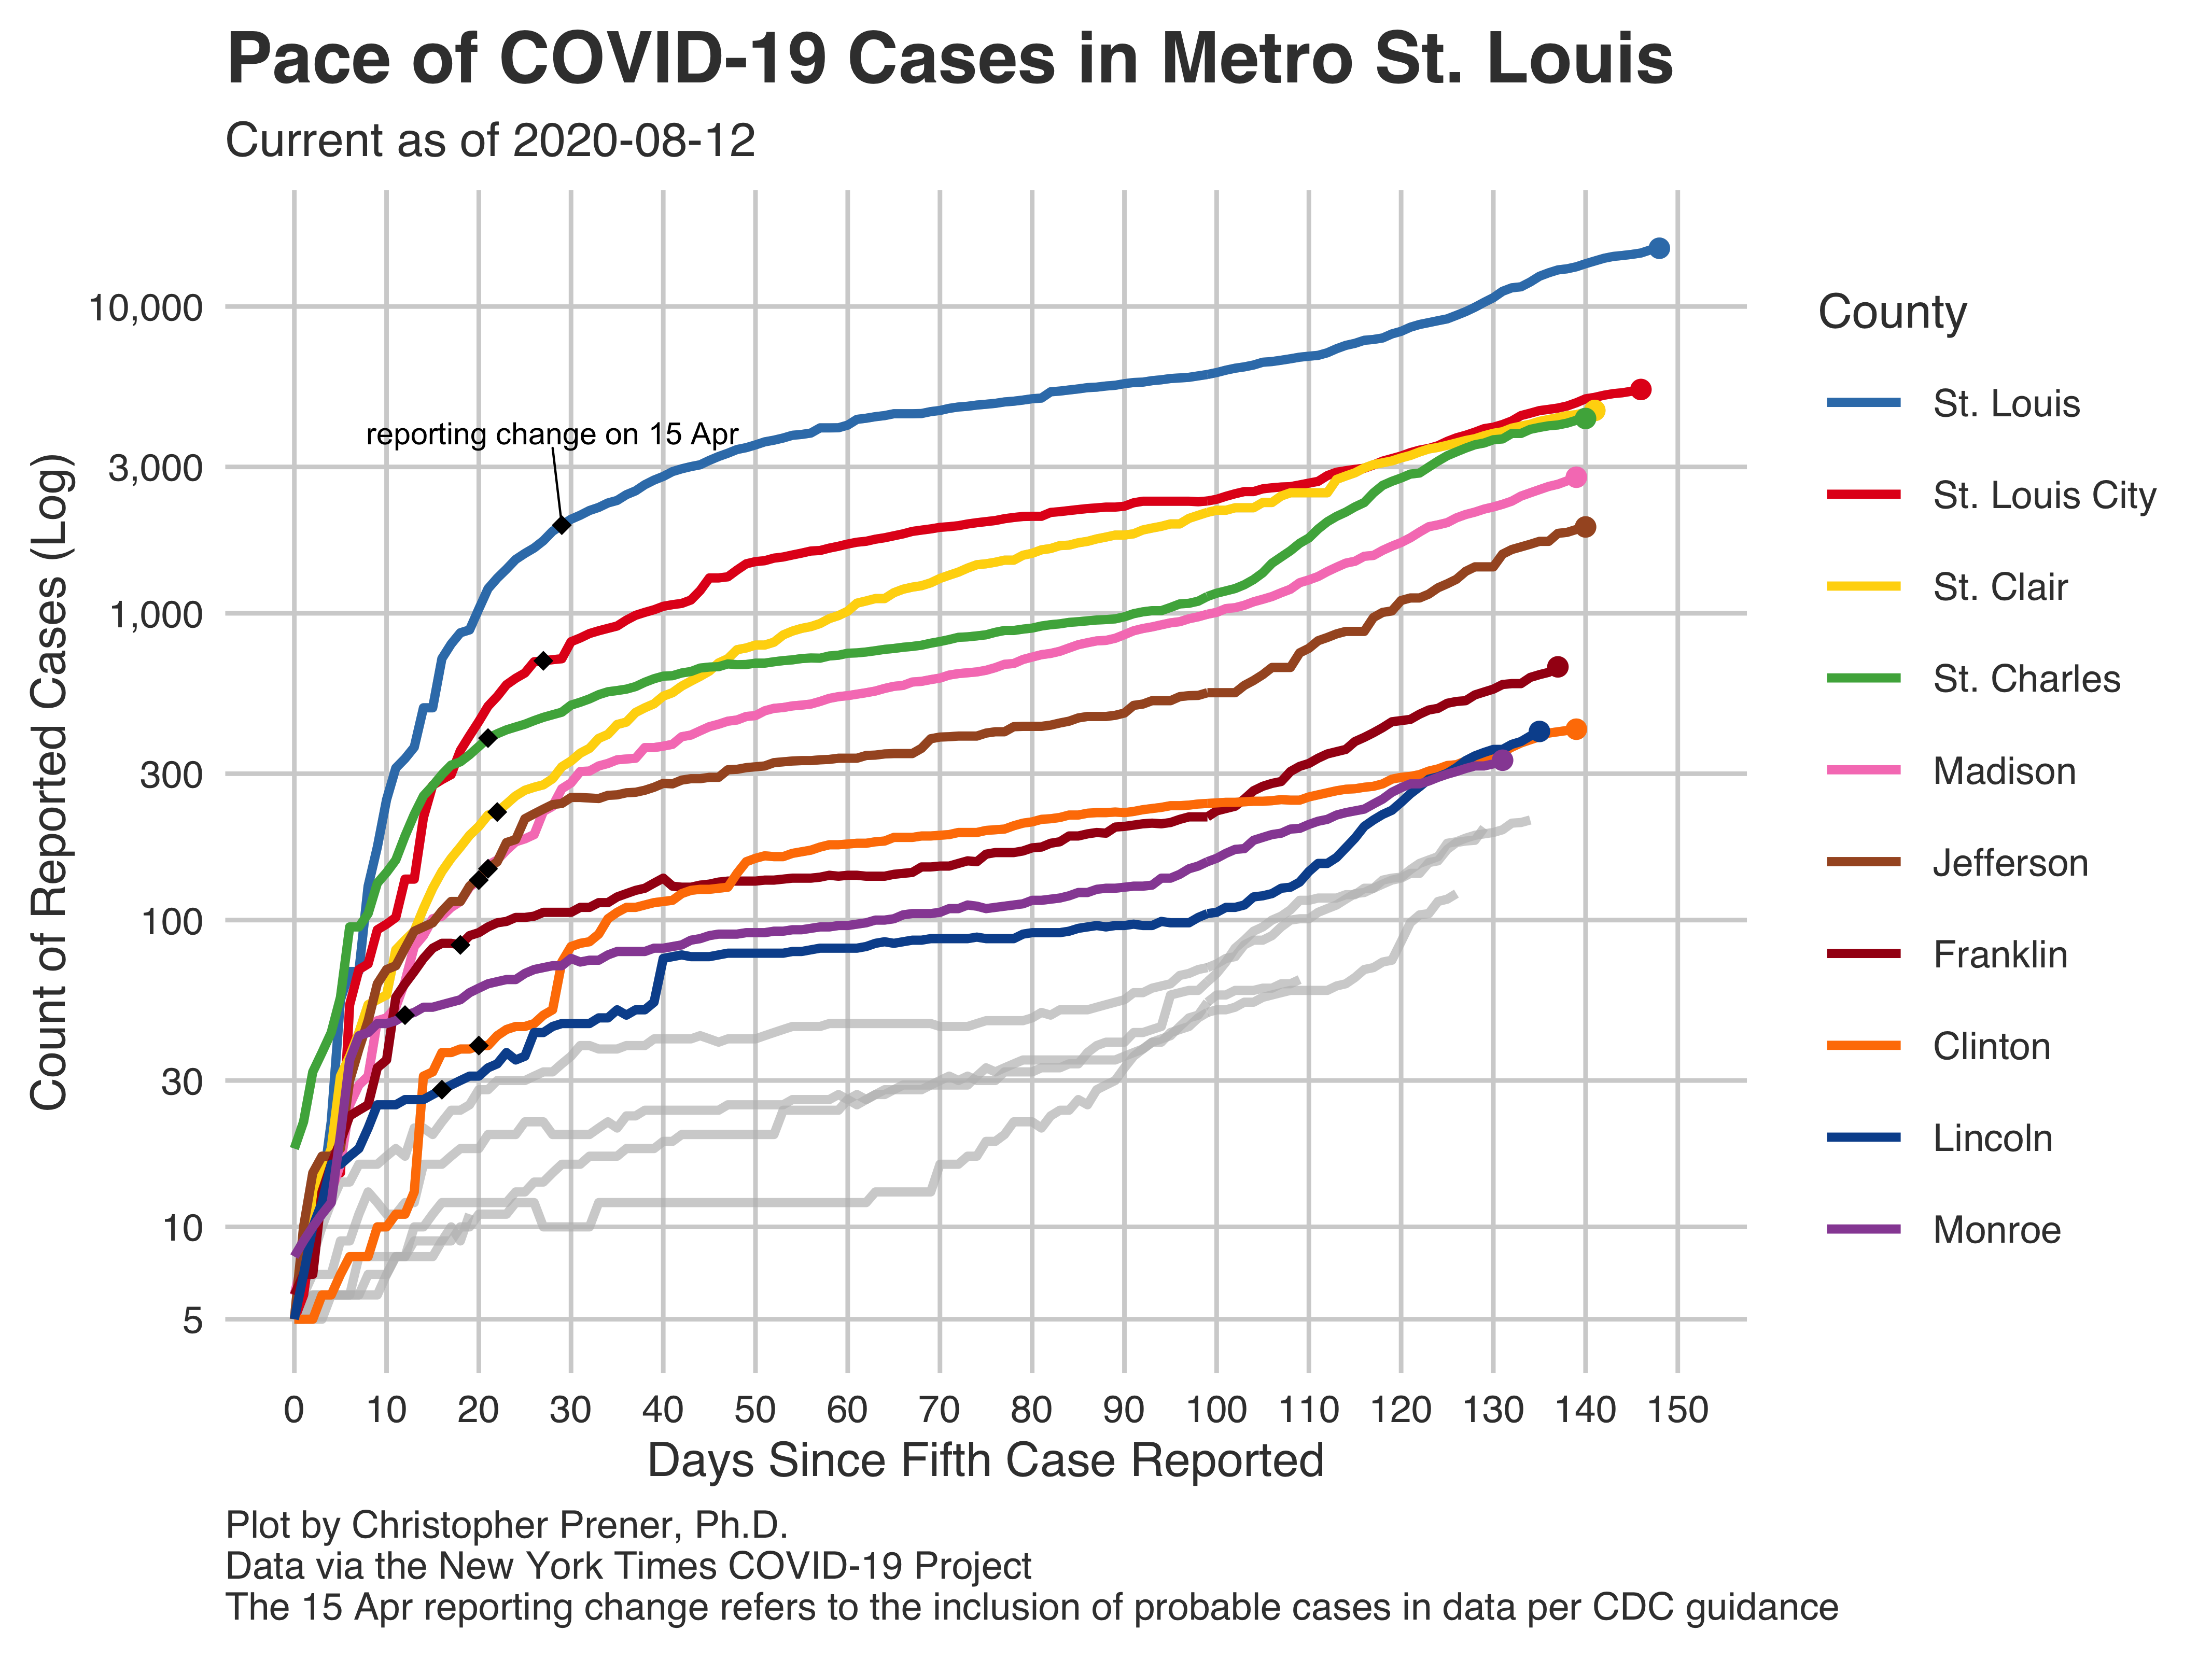 Pace of COVID-19 Cases in Metro St. Louis
Current as of 2020-08-12
Count of Reported Cases (Log)
10,000
3,000
1,000
300
100
30
10
5
reporting change on 15 Apr
0 10 20 30 40 50 60 70 80 90 100 110 120 130 140 150
Days Since Fifth Case Reported
County
St. Louis
St. Louis City
St. Clair
St. Charles
Madison
Jefferson
Franklin
Clinton
Lincoln
Monroe
Plot by Christopher Prener, Ph.D.
Data via the New York Times COVID-19 Project
The 15 Apr reporting change refers to the inclusion of probable cases in data per CDC guidance